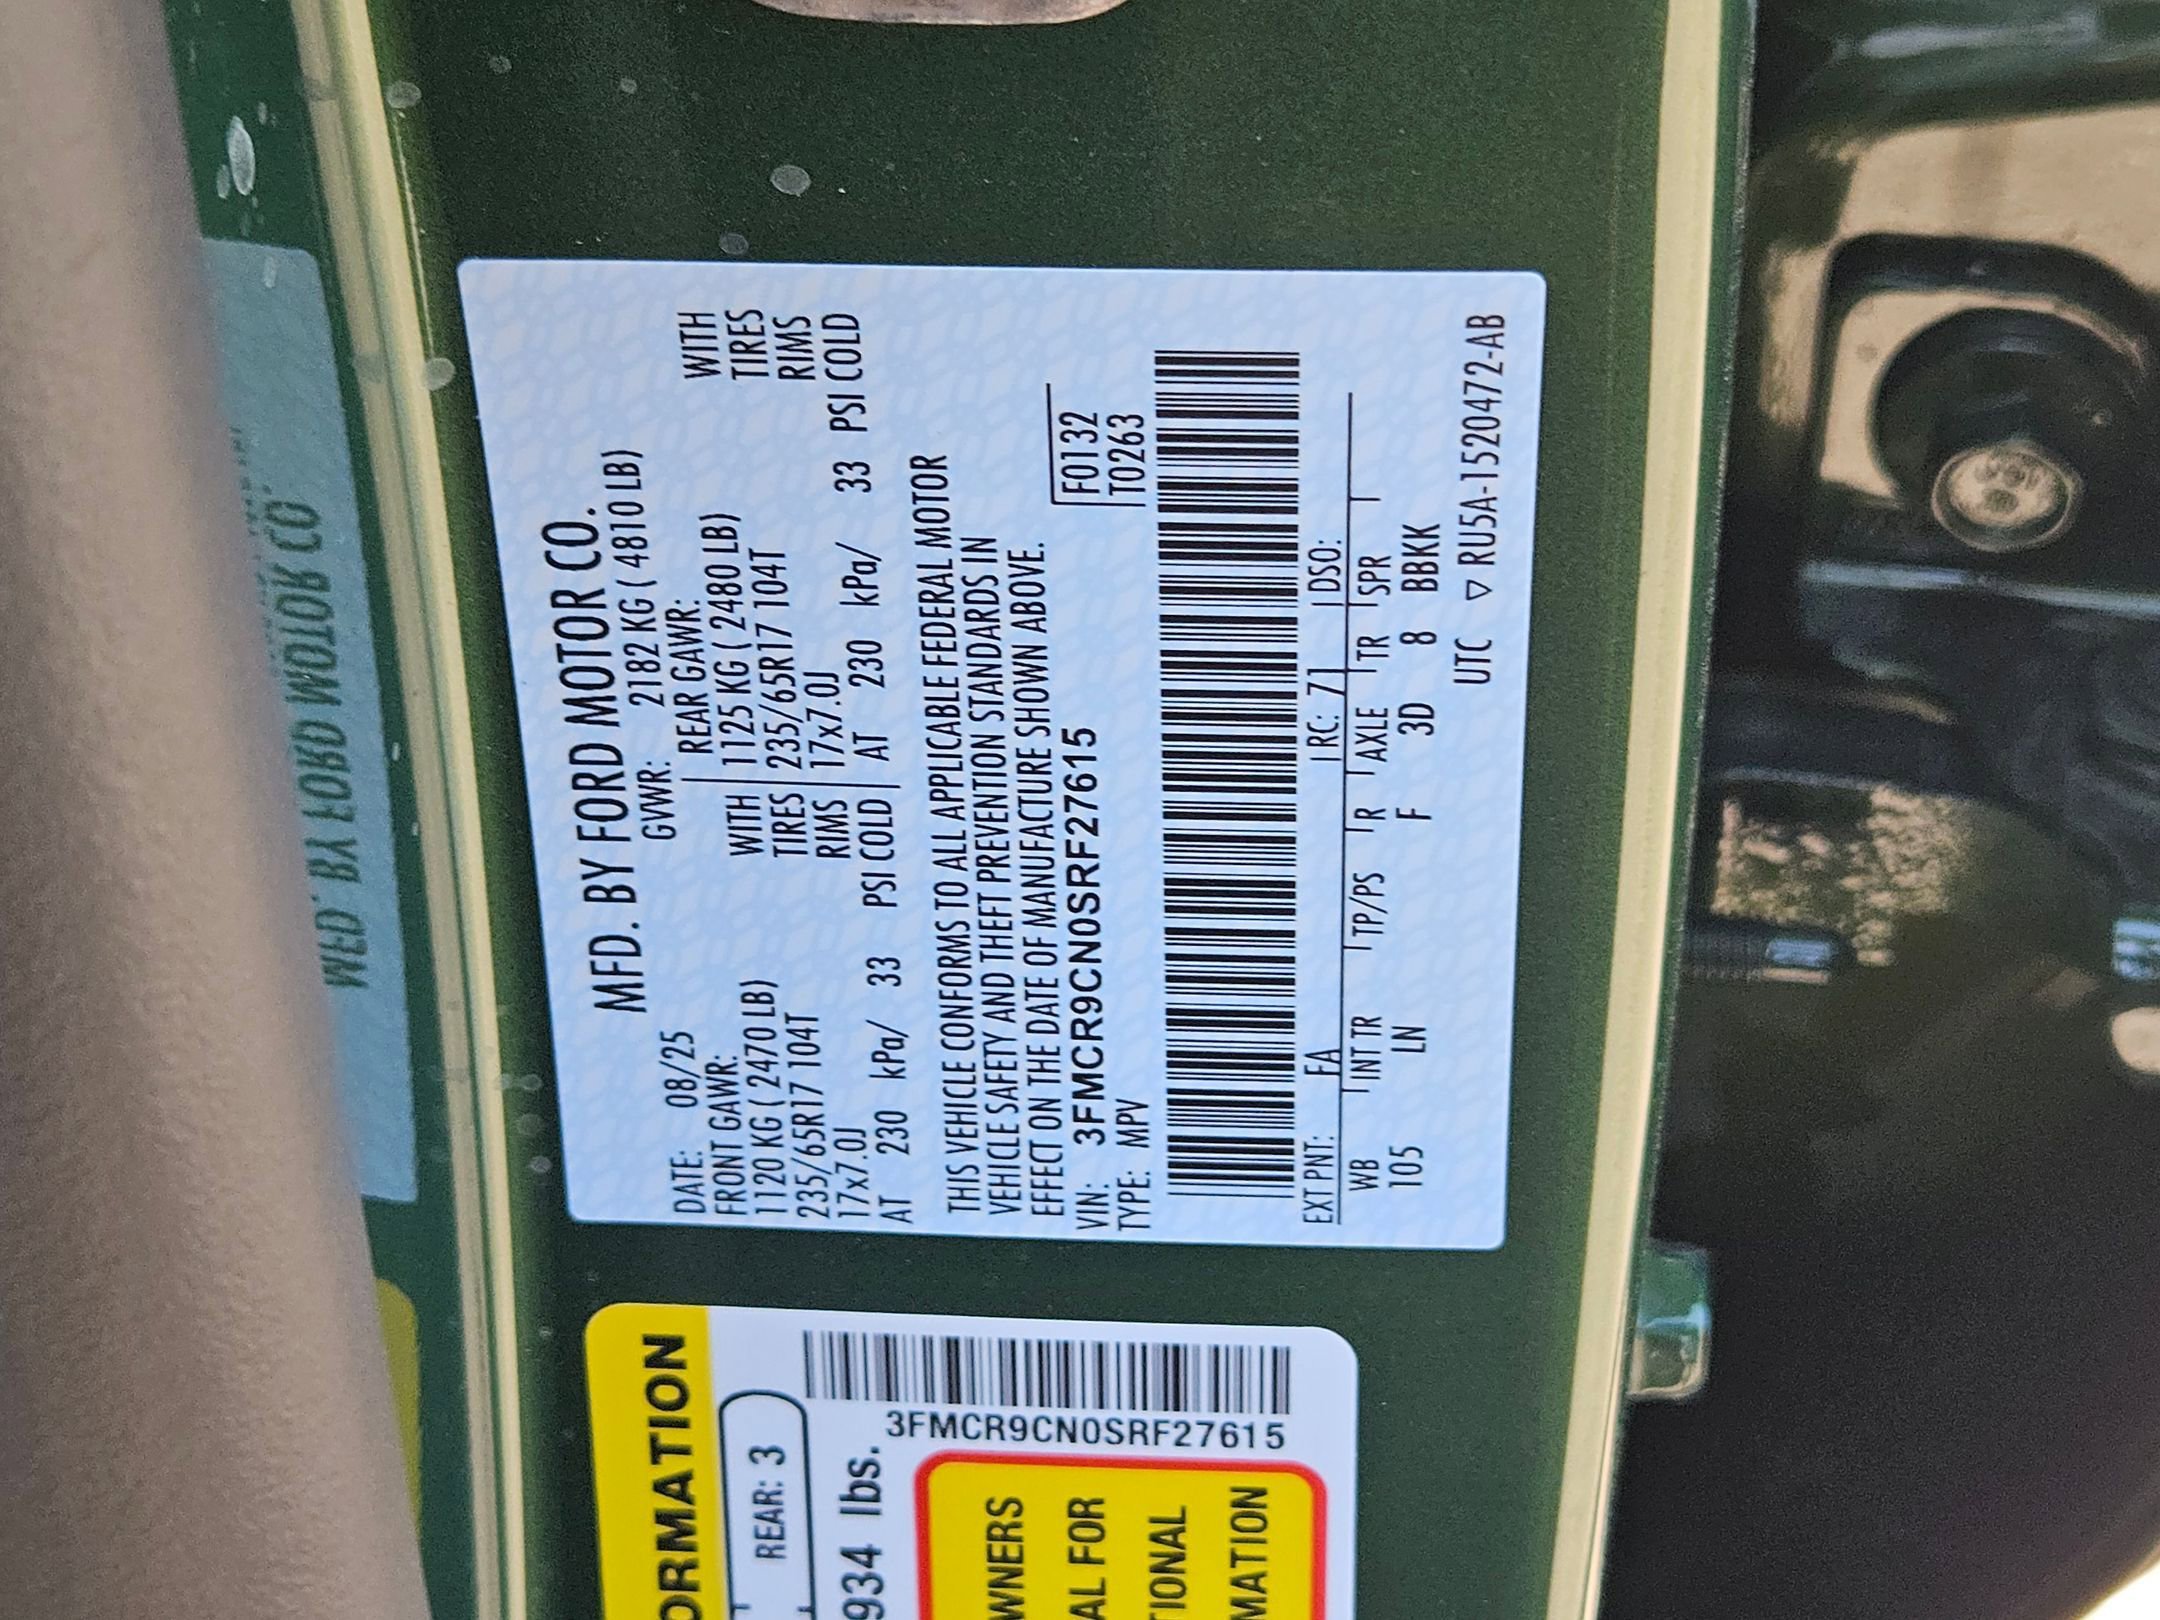 MFD. BY FORD MOTOR CO.
DATE: 08/25 GVWR: 2182 KG ( 4810 LB)
FRONT GAWR: REAR GAWR:
1120 KG ( 2470 LB) WITH 1125 KG ( 2480 LB) WITH
235/65R17 104T TIRES 235/65R17 104T TIRES
17x7.0J RIMS 17x7.0J RIMS
AT 230 kPa/ 33 PSI COLD AT 230 kPa/ 33 PSI COLD
THIS VEHICLE CONFORMS TO ALL APPLICABLE FEDERAL MOTOR
VEHICLE SAFETY AND THEFT PREVENTION STANDARDS IN
EFFECT ON THE DATE OF MANUFACTURE SHOWN ABOVE.
VIN: 3FMCR9CN0SRF27615 F0132
TYPE: MPV T0263
EXT PNT: FA RC: 71 DSO:
WB INT TR TP/PS R AXLE TR SPR
105 LN F 3D 8 BBKK
UTC ▽ RU5A-1520472-AB
ORMATION
REAR: 3
934 lbs.
3FMCR9CN0SRF27615
WNERS
AL FOR
TIONAL
MATION
MFD. BY FORD MOTOR CO.